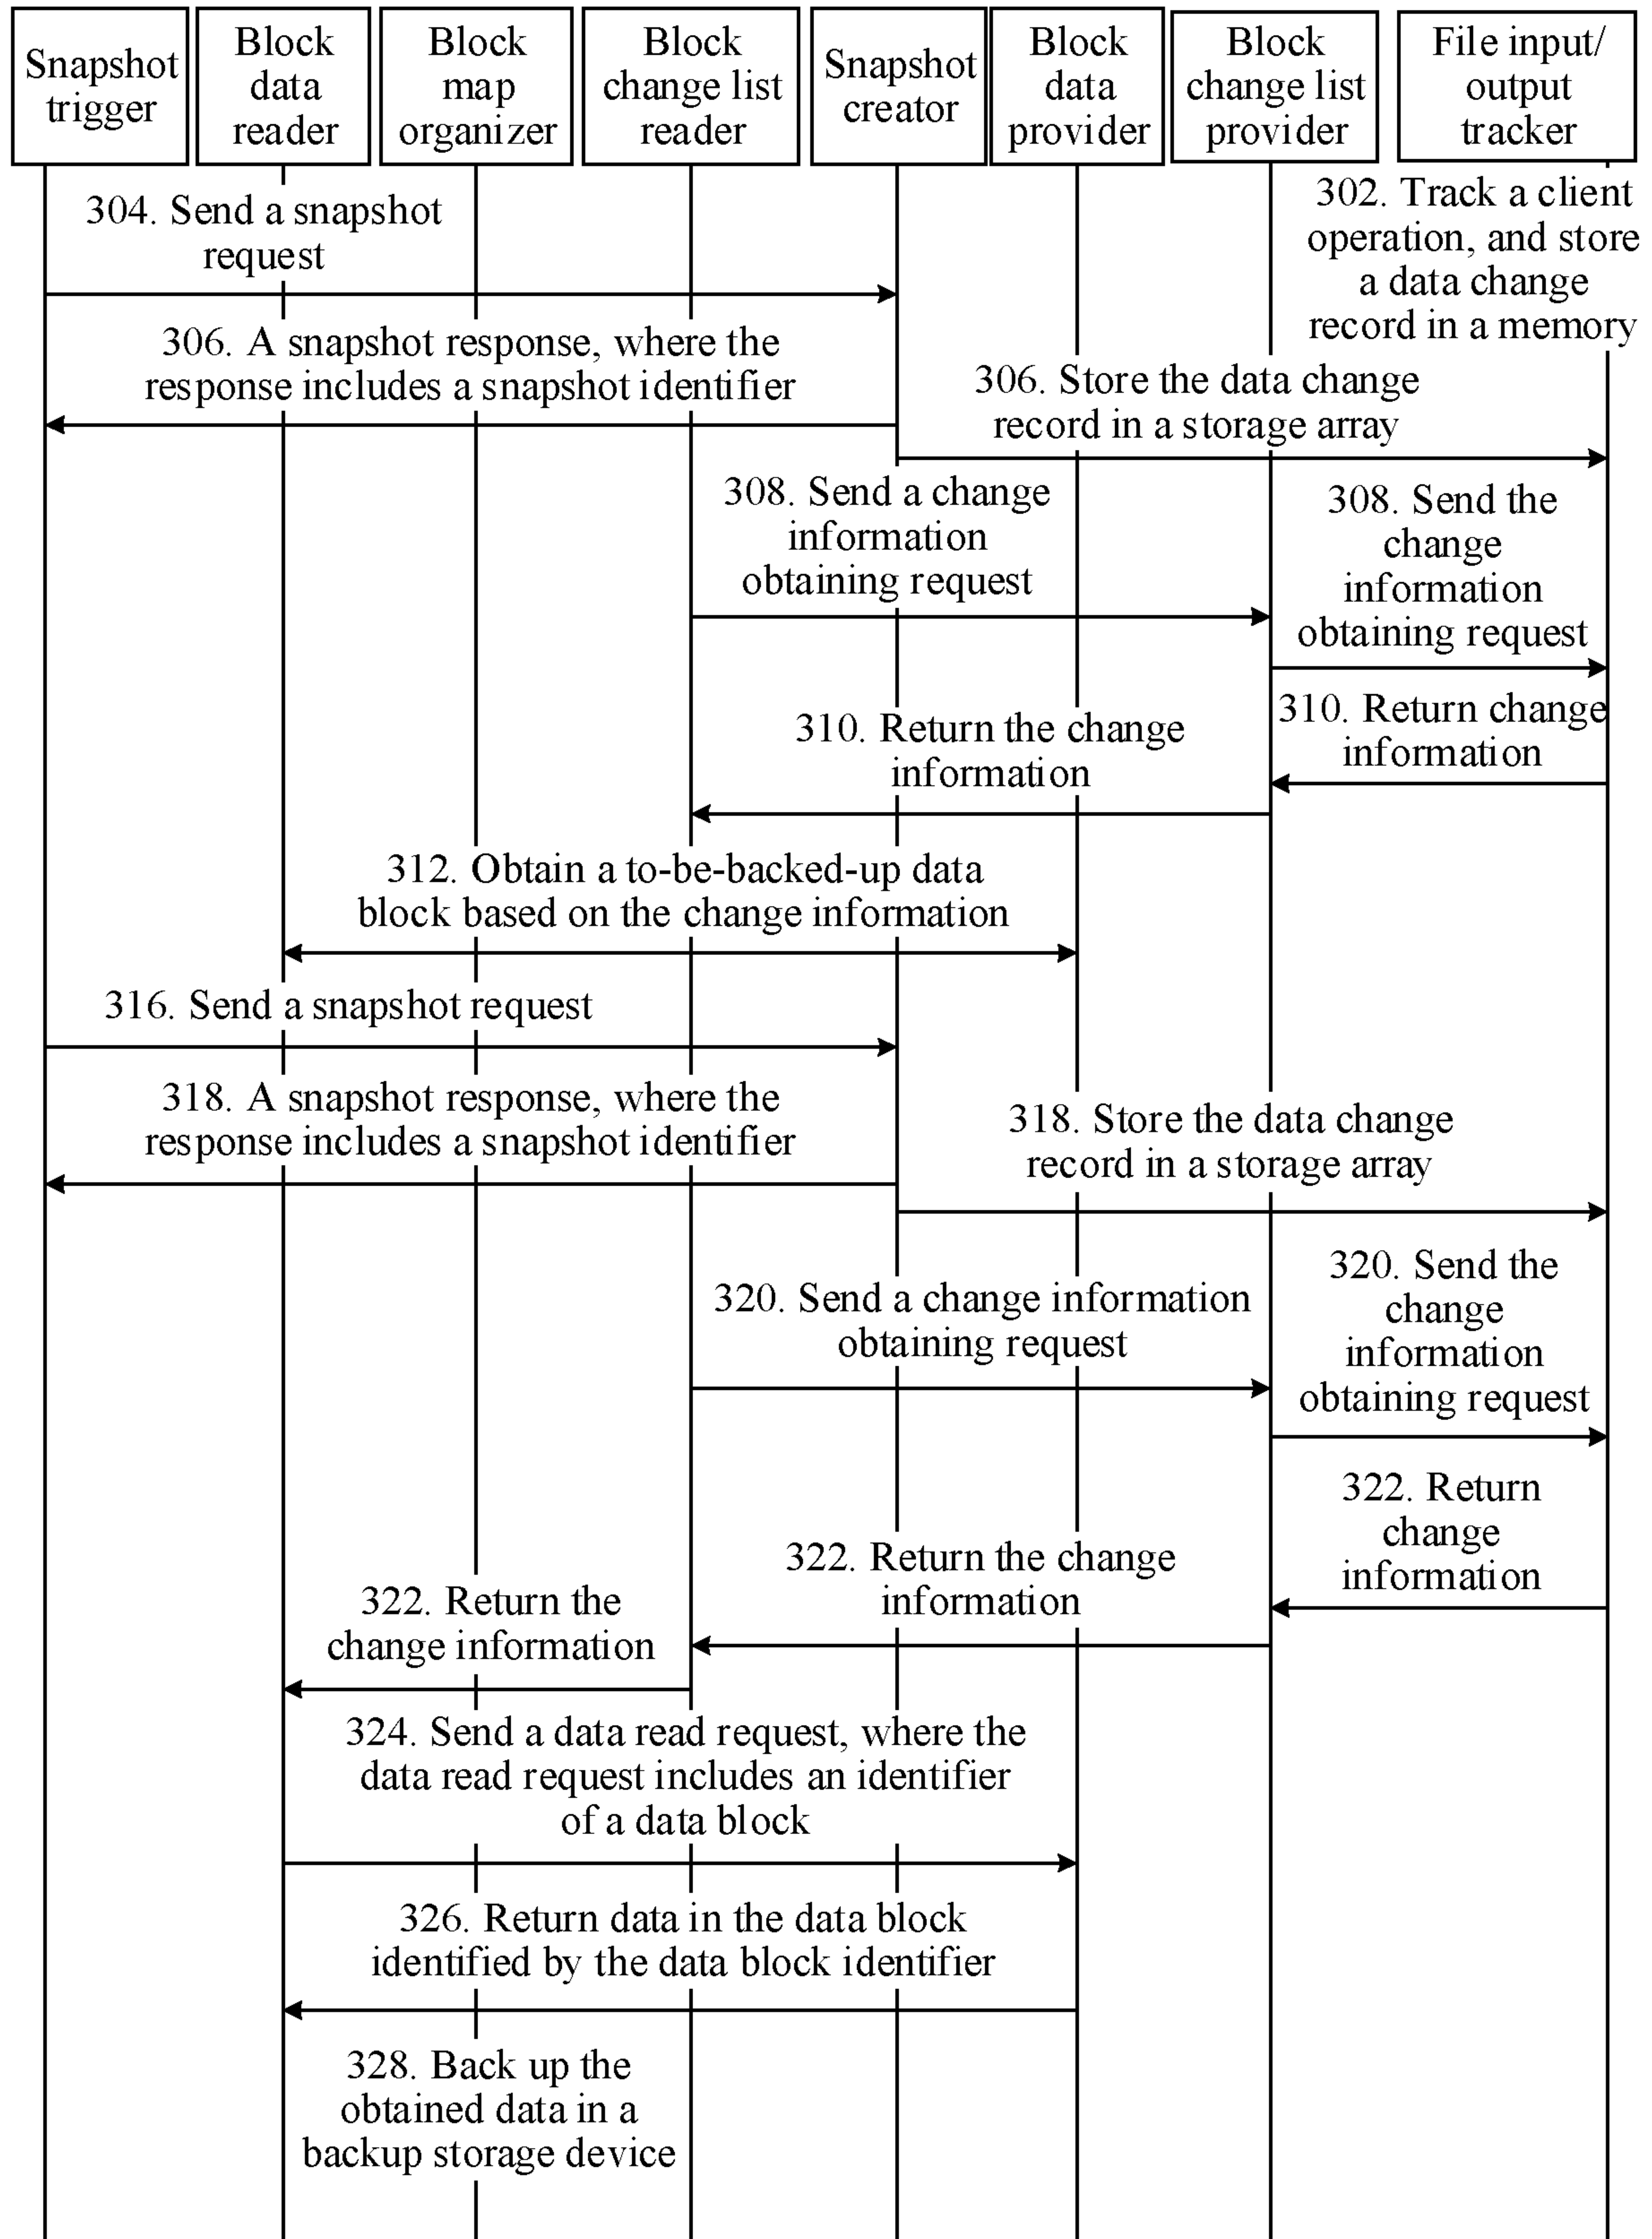 Snapshot
trigger
Block
data
reader
Block
map
organizer
Block
change list
reader
Snapshot
creator
Block
data
provider
Block
change list
provider
File input/
output
tracker
302. Track a client
operation, and store
a data change
record in a memory
304. Send a snapshot
request
306. A snapshot response, where the
response includes a snapshot identifier
306. Store the data change
record in a storage array
308. Send a change
information
obtaining request
308. Send the
change
information
obtaining request
310. Return change
information
310. Return the change
information
312. Obtain a to-be-backed-up data
block based on the change information
316. Send a snapshot request
318. A snapshot response, where the
response includes a snapshot identifier
318. Store the data change
record in a storage array
320. Send a change information
obtaining request
320. Send the
change
information
obtaining request
322. Return
change
information
322. Return the change
information
322. Return the
change information
324. Send a data read request, where the
data read request includes an identifier
of a data block
326. Return data in the data block
identified by the data block identifier
328. Back up the
obtained data in a
backup storage device